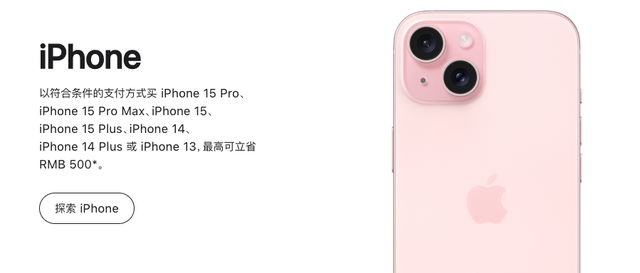 iPhone
以符合条件的支付方式买 iPhone 15 Pro、
iPhone 15 Pro Max、iPhone 15、
iPhone 15 Plus、iPhone 14、
iPhone 14 Plus 或 iPhone 13，最高可立省
RMB 500*。
探索 iPhone